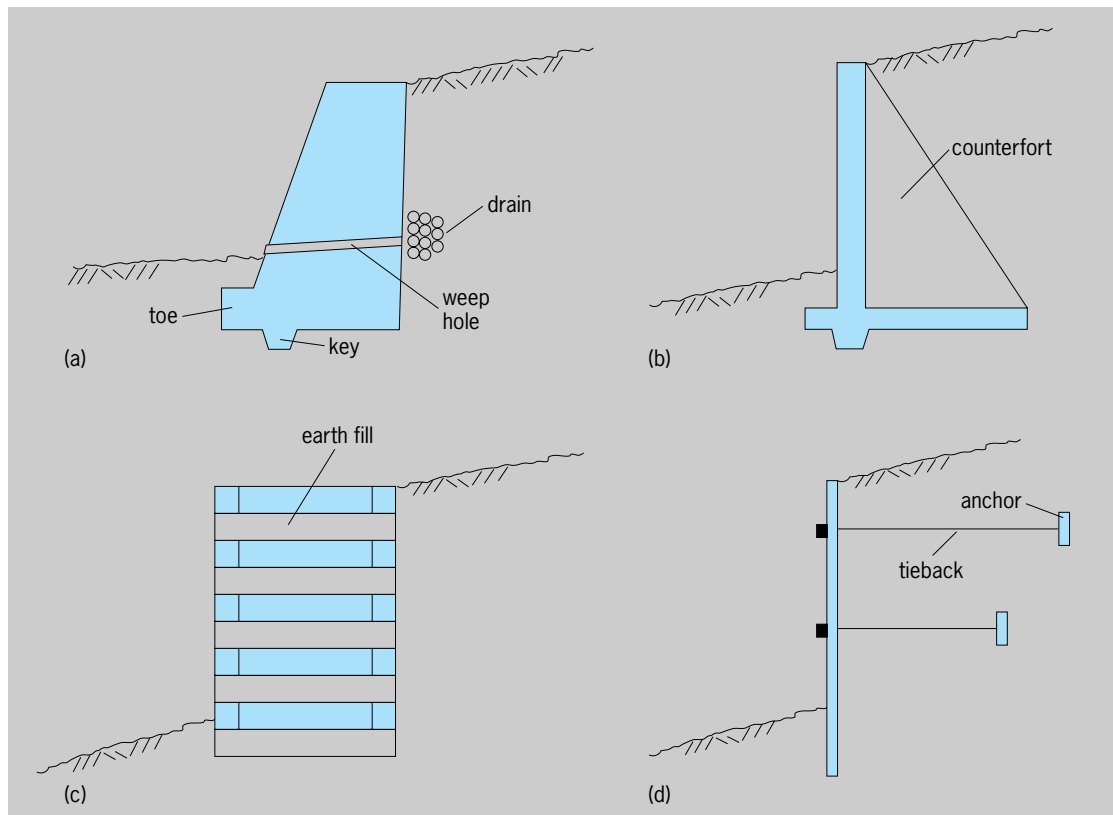 drain
weep
hole
toe
key
(a)
counterfort
(b)
earth fill
(c)
anchor
tieback
(d)